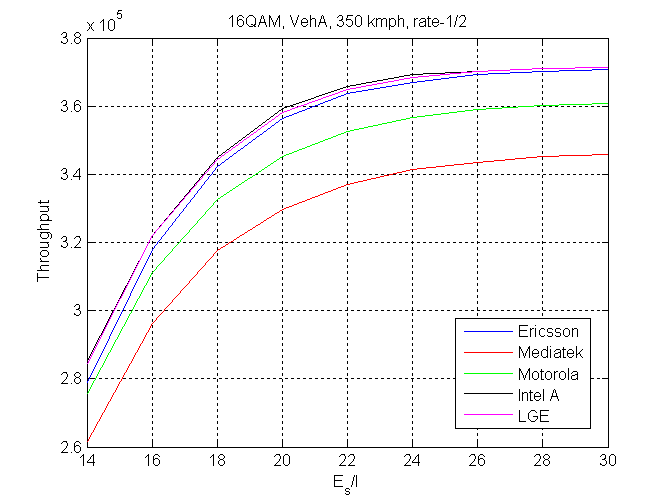 16QAM, VehA, 350 kmph, rate-1/2
x 10^5
3.8
3.6
3.4
3.2
3
2.8
2.6
Throughput
14 16 18 20 22 24 26 28 30
E_s/I
Ericsson
Mediatek
Motorola
Intel A
LGE